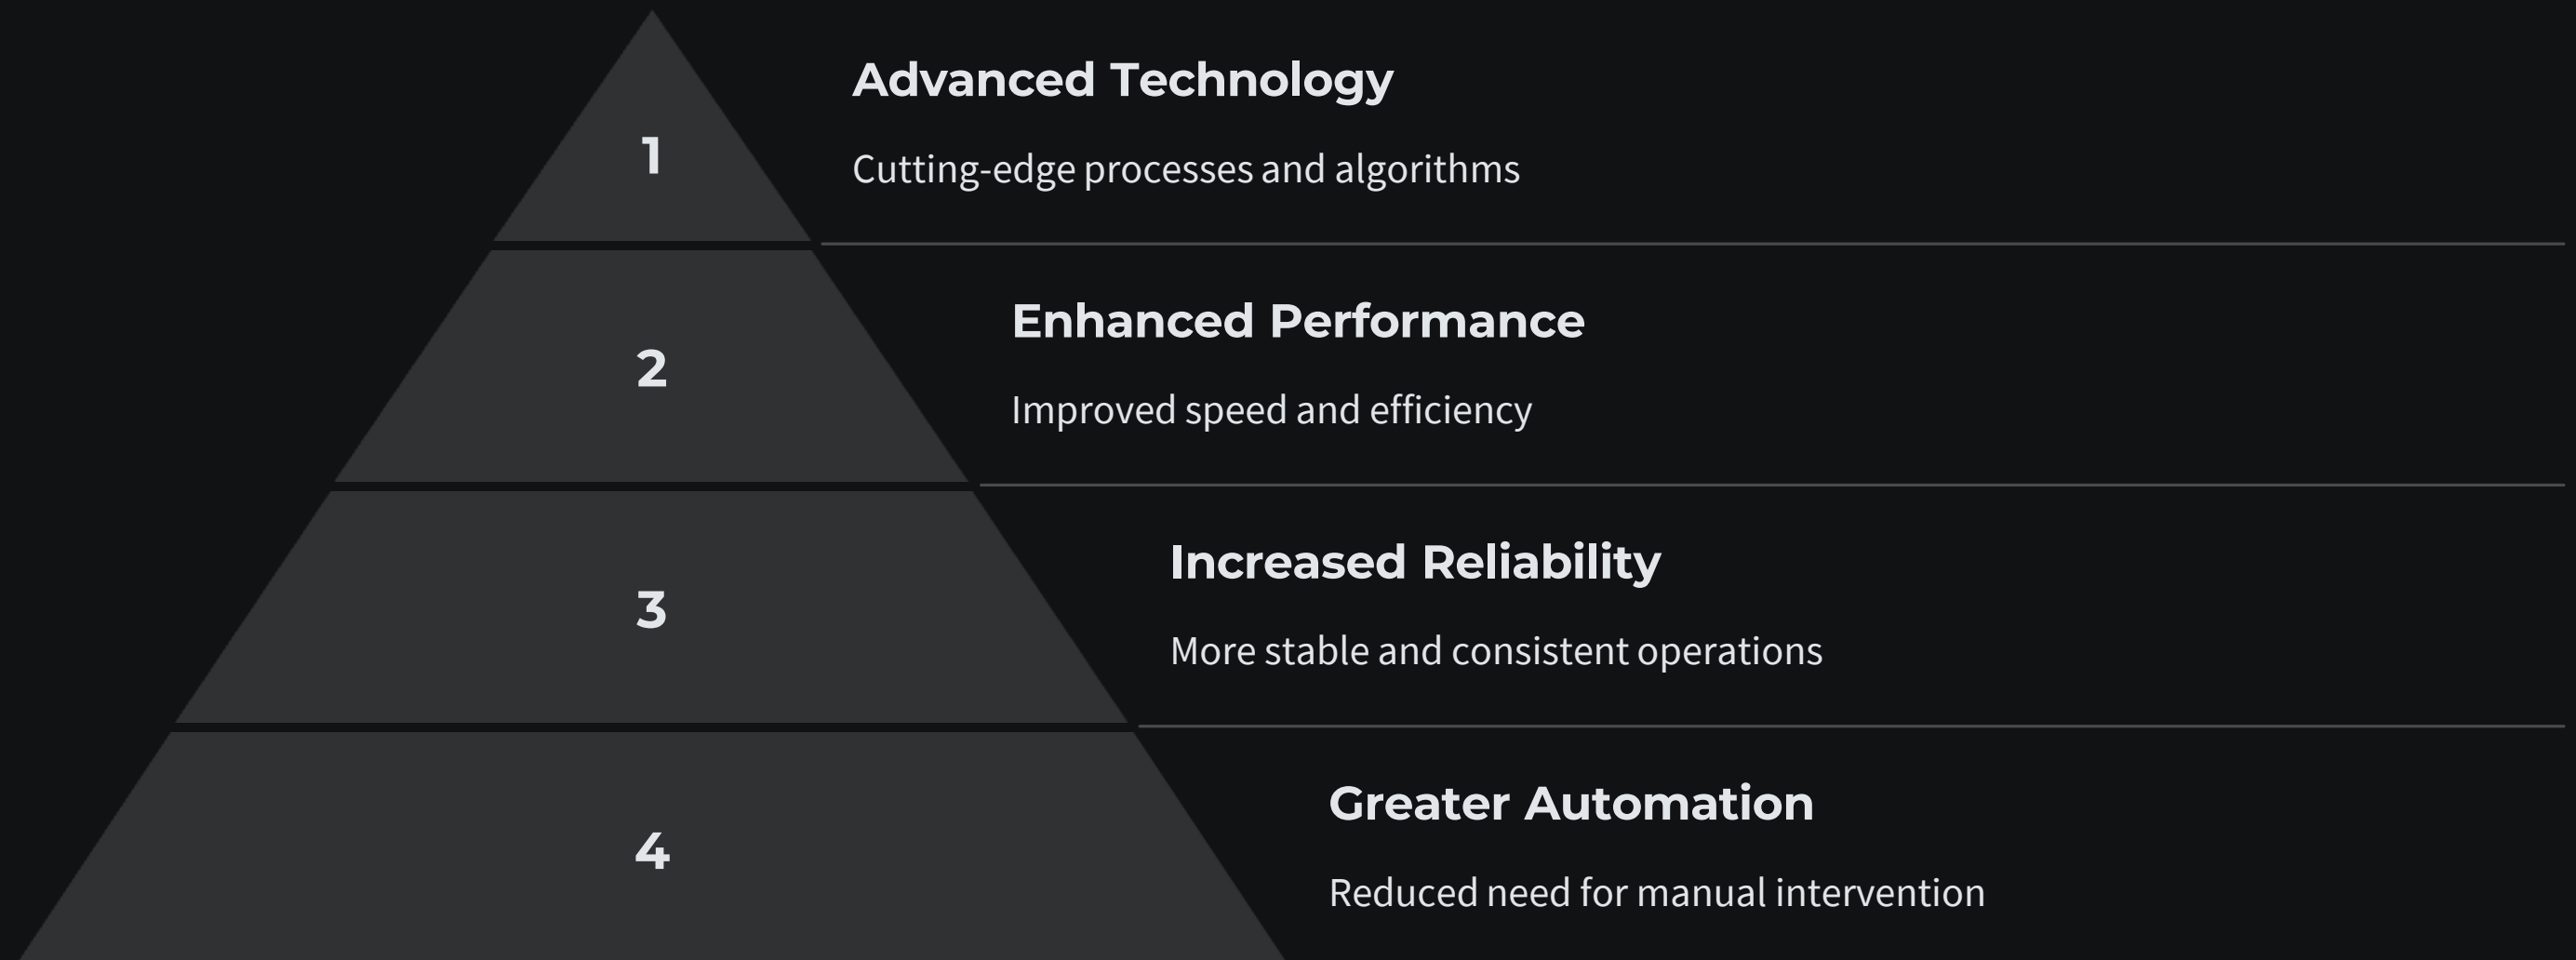 1
Advanced Technology
Cutting-edge processes and algorithms
2
Enhanced Performance
Improved speed and efficiency
3
Increased Reliability
More stable and consistent operations
4
Greater Automation
Reduced need for manual intervention